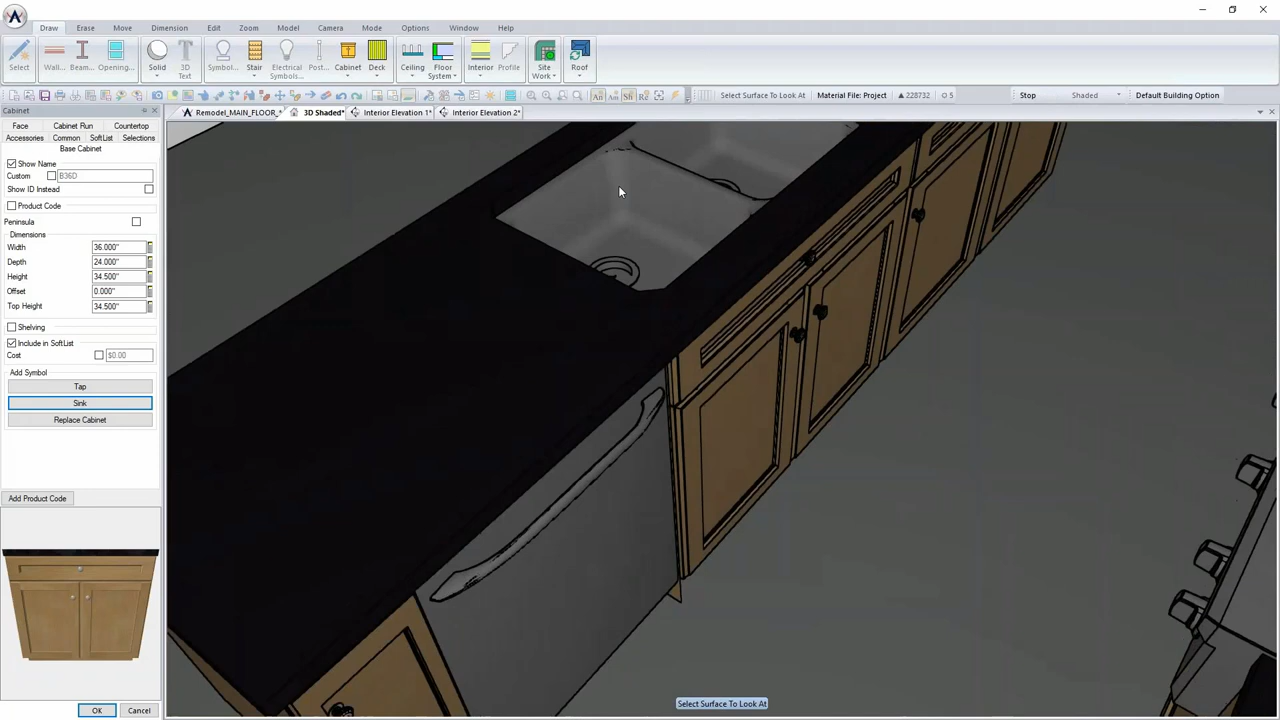 Draw Erase Move Dimension Edit Zoom Model Camera Mode Options Window Help
Select Wall... Beam... Opening... Solid 3D Text Symbol... Stair Electrical Symbols... Post... Cabinet Deck Ceiling Floor System Interior Profile Site Work Roof
Select Surface To Look At Material File: Project 228732 5 Stop Shaded Default Building Option
Cabinet
Remodel_MAIN_FLOOR_* 3D Shaded* Interior Elevation 1* Interior Elevation 2*
Face Cabinet Run Countertop
Accessories Common SoftList Selections
Base Cabinet
Show Name
Custom B36D
Show ID Instead
Product Code
Peninsula
Dimensions
Width 36.000"
Depth 24.000"
Height 34.500"
Offset 0.000"
Top Height 34.500"
Shelving
Include in SoftList
Cost $0.00
Add Symbol
Tap
Sink
Replace Cabinet
Add Product Code
OK Cancel
Select Surface To Look At